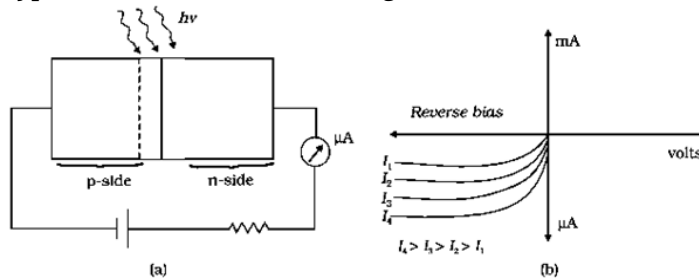 hν
μA
p-side
n-side
(a)
mA
Reverse bias
volts
I₁
I₂
I₃
I₄
μA
I₄ > I₃ > I₂ > I₁
(b)